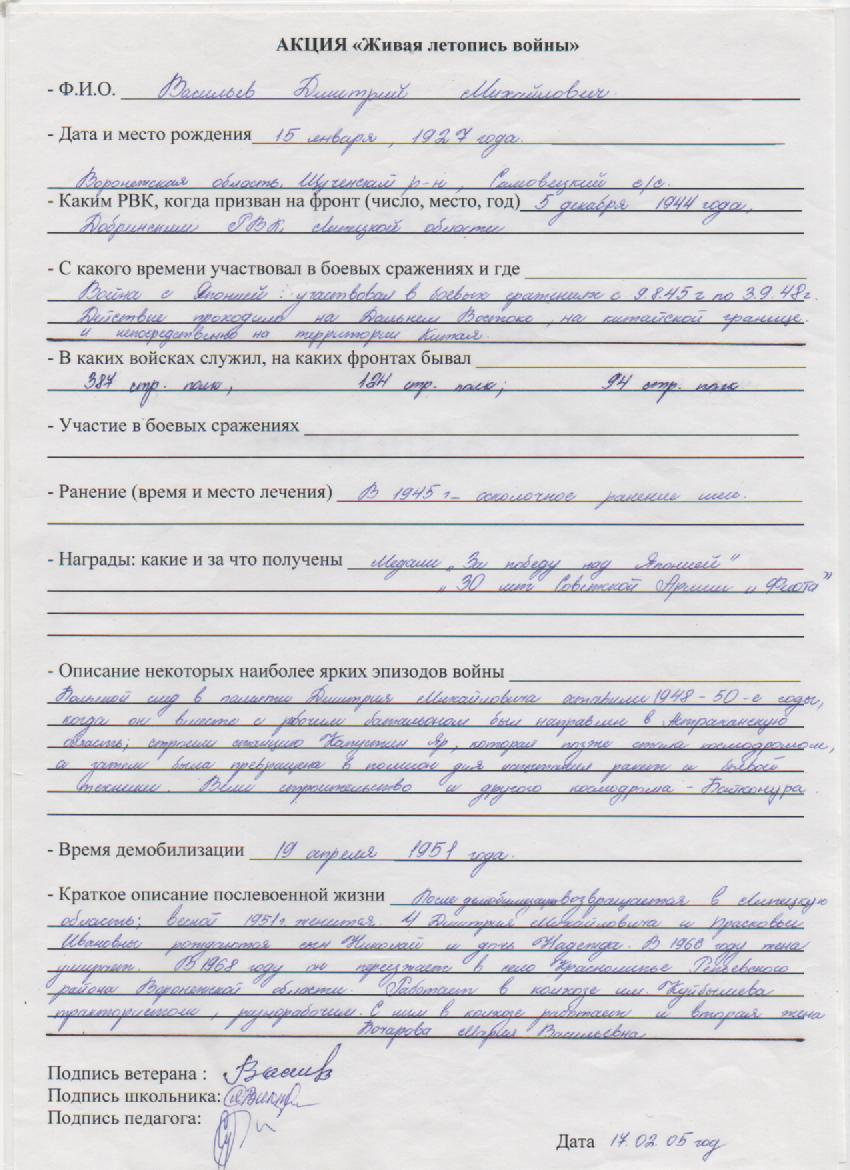 АКЦИЯ «Живая летопись войны»
- Ф.И.О. Васильев Дмитрий Михайлович.
- Дата и место рождения 15 января, 1927 года.
Воронежская область, Щученский р-н, Самовецкий с/с.
- Каким РВК, когда призван на фронт (число, место, год) 5 декабря 1944 года,
Добринским РВК, Липецкой области
- С какого времени участвовал в боевых сражениях и где
Война с Японией: участвовал в боевых сражениях с 9.8.45 г по 3.9.48 г.
Действие проходило на Дальнем Востоке, на китайской границе.
и непосредственно на территории Китая.
- В каких войсках служил, на каких фронтах бывал
387 стр. полк, 124 стр. полк; 94 стр. полк
- Участие в боевых сражениях
- Ранение (время и место лечения) В 1945 г – осколочное ранение шеи.
- Награды: какие и за что получены Медали „За победу над Японией"
„30 лет Советской Армии и Флота"
- Описание некоторых наиболее ярких эпизодов войны
Большой след в памяти Дмитрия Михайловича оставили 1948 – 50-е годы,
когда он вместе с рабочим батальоном был направлен в Астраханскую
область; строили станцию Капустин Яр, которая позже стала космодромом,
а затем была превращена в полигон для испытания ракет и боевой
техники. Вели строительство и другого космодрома – Байконура.
- Время демобилизации 19 апреля 1951 года.
- Краткое описание послевоенной жизни После демобилизации возвращается в Липецкую
область; весной 1951г. женится. У Дмитрия Михайловича и Прасковьи
Ивановны рождаются сын Николай и дочь Надежда. В 1966 году жена
умирает. В 1968 году он переезжает в село Краснолипье Репьёвского
района Воронежской области. Работает в колхозе им. Куйбышева
трактористом, разнорабочим. С ним в колхозе работает и вторая жена
Бочарова Мария Васильевна
Подпись ветерана :
Подпись школьника:
Подпись педагога:
Дата 17.02.05 год